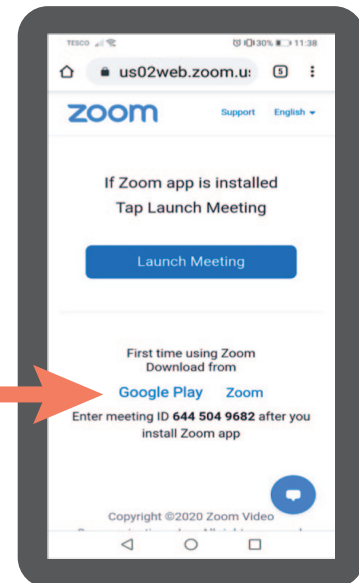 TESCO 30% 11:38
us02web.zoom.u: 5
zoom Support English
If Zoom app is installed
Tap Launch Meeting
Launch Meeting
First time using Zoom
Download from
Google Play Zoom
Enter meeting ID 644 504 9682 after you
install Zoom app
Copyright ©2020 Zoom Video